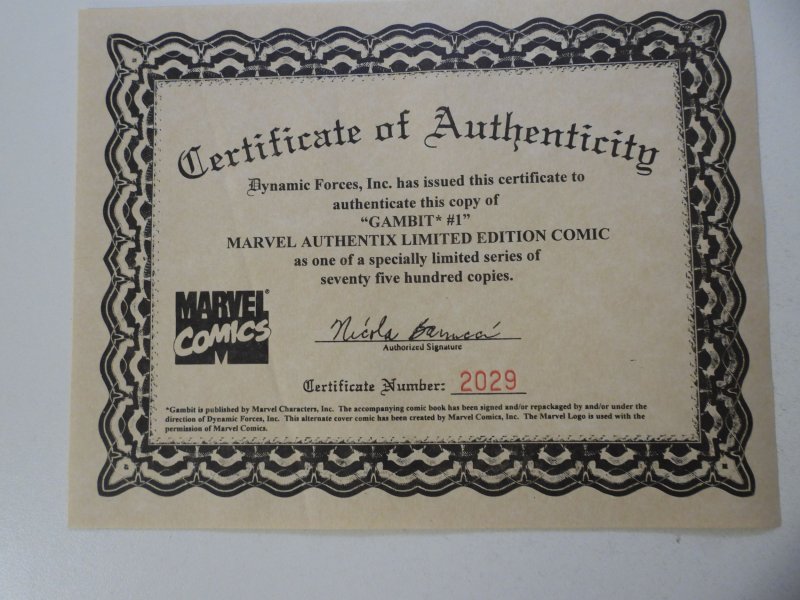 Certificate of Authenticity
Dynamic Forces, Inc. has issued this certificate to
authenticate this copy of
“GAMBIT* #1”
MARVEL AUTHENTIX LIMITED EDITION COMIC
as one of a specially limited series of
seventy five hundred copies.
MARVEL®
COMICS
M
Nicola Barrucci
Authorized Signature
Certificate Number: 2029
*Gambit is published by Marvel Characters, Inc. The accompanying comic book has been signed and/or repackaged by and/or under the
direction of Dynamic Forces, Inc. This alternate cover comic has been created by Marvel Comics, Inc. The Marvel Logo is used with the
permission of Marvel Comics.